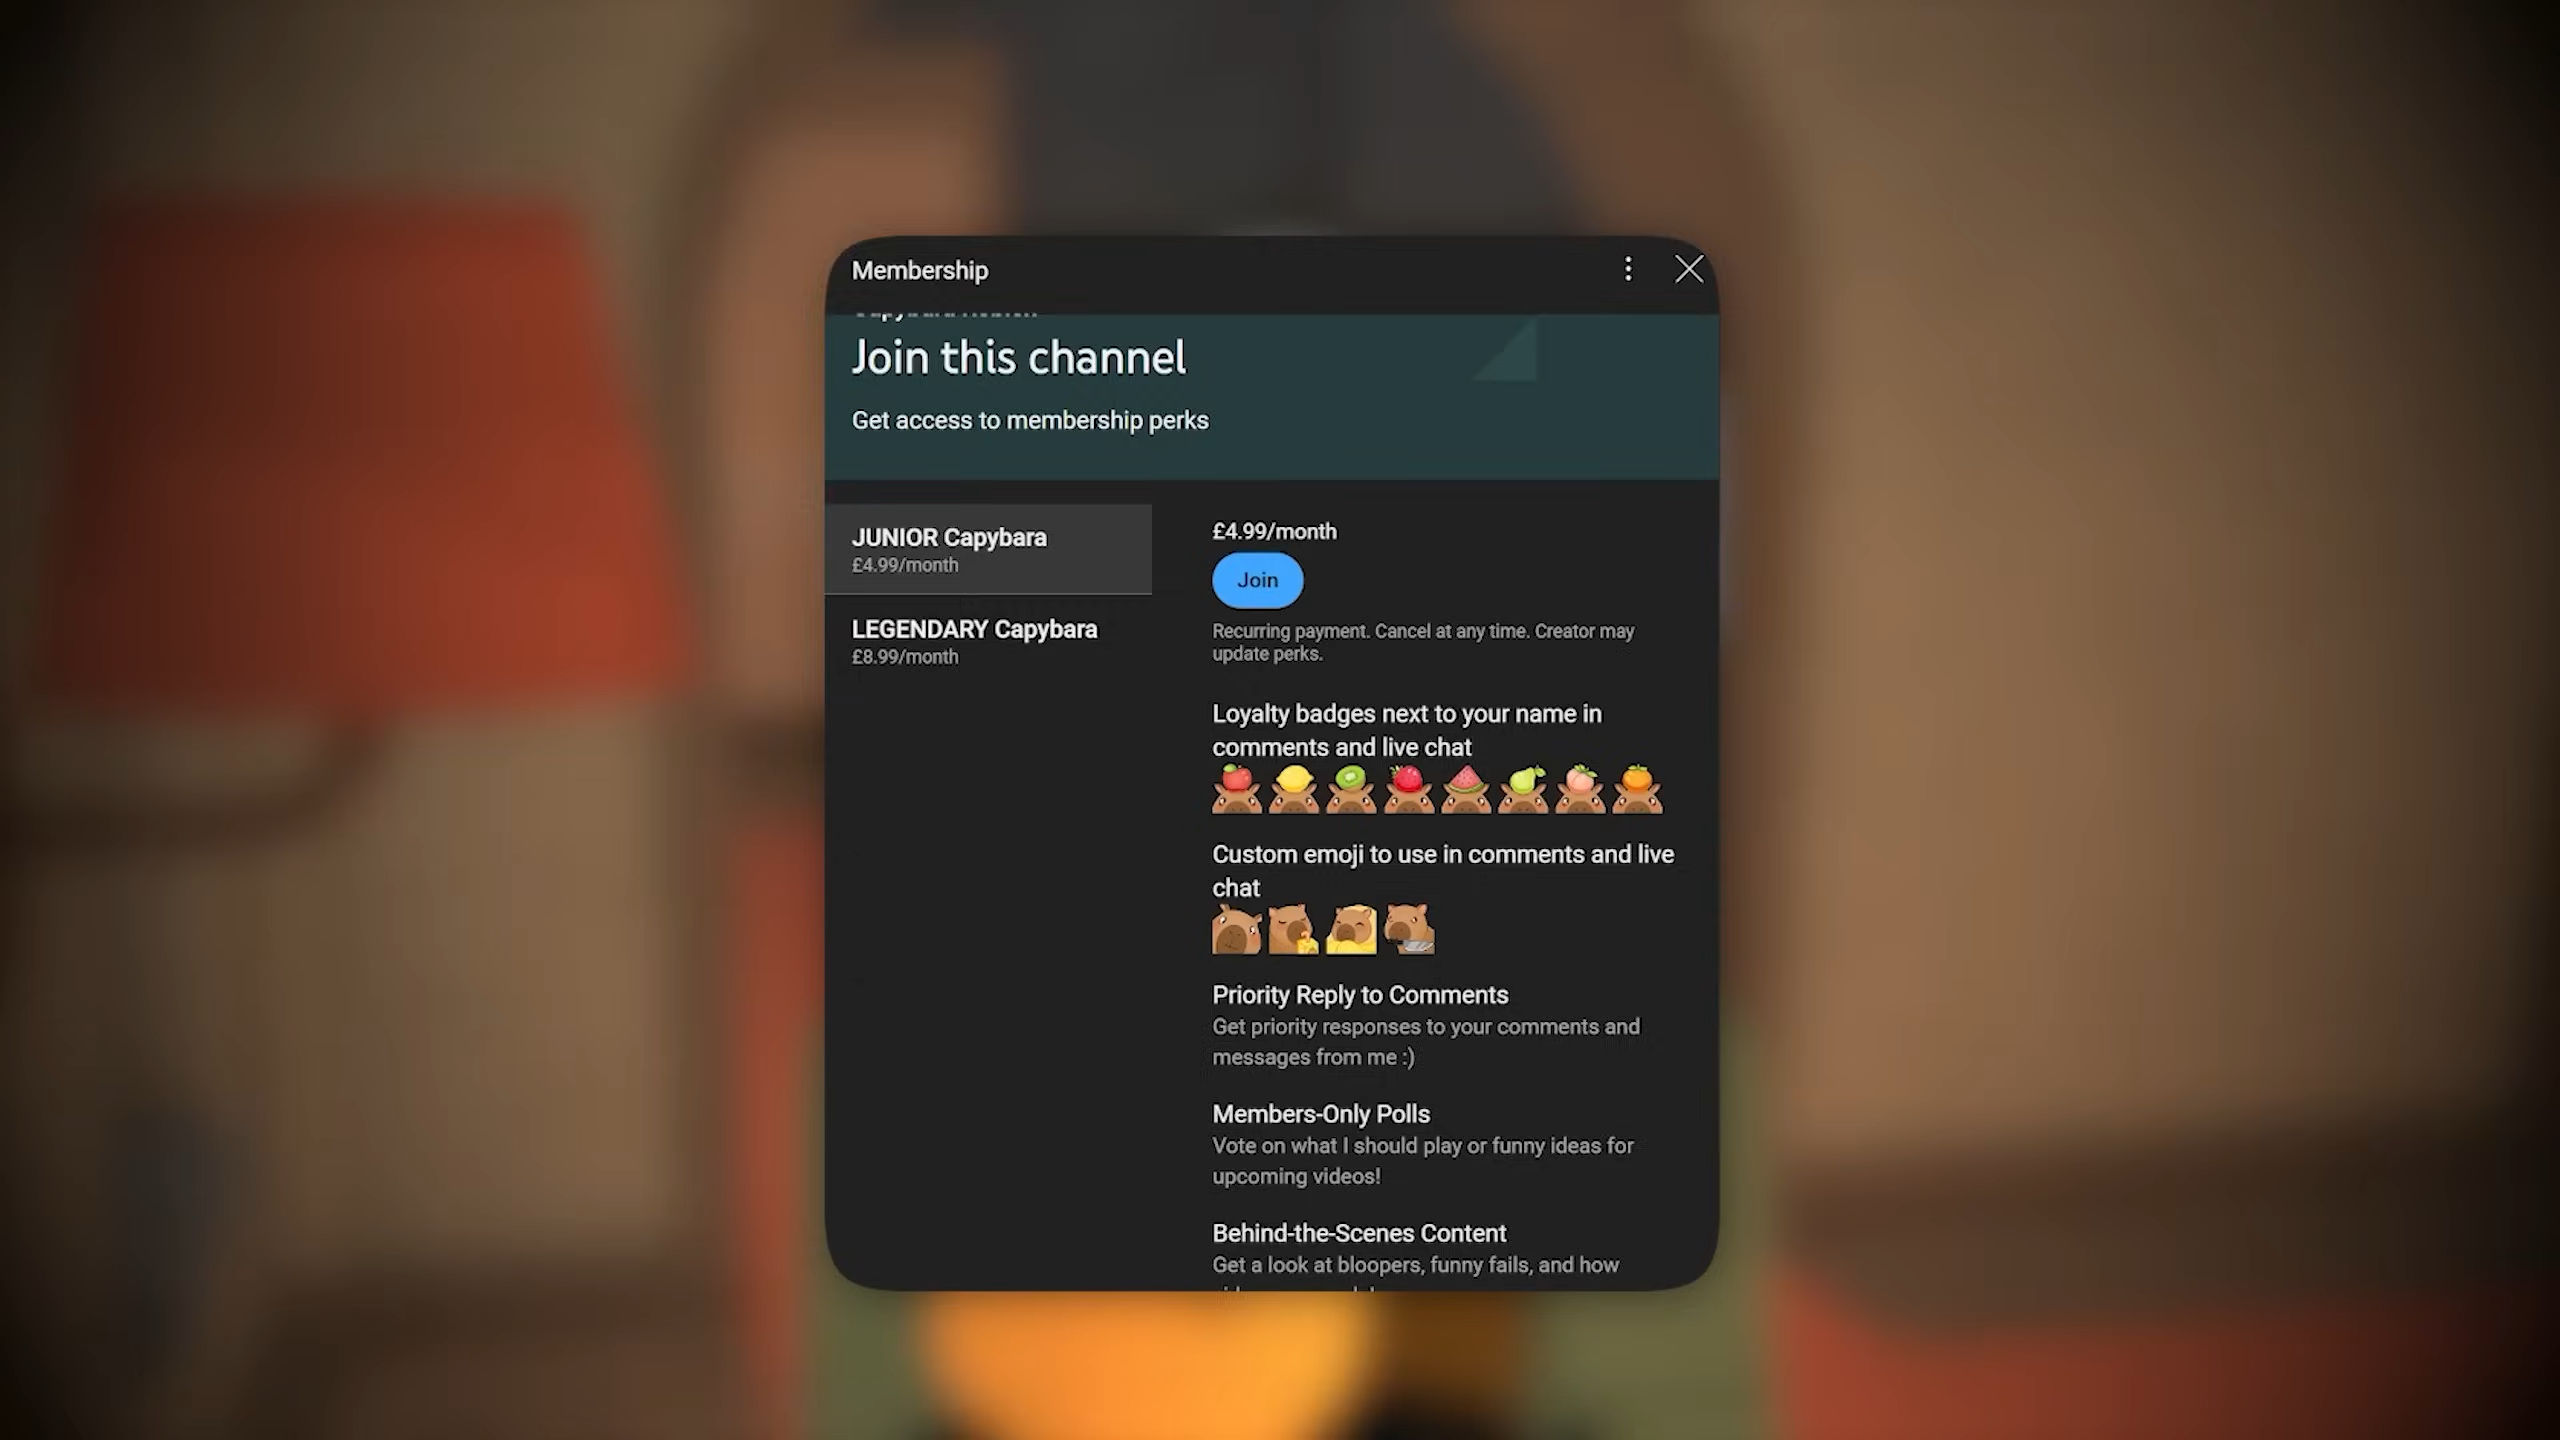 Membership
Join this channel
Get access to membership perks
JUNIOR Capybara
£4.99/month
LEGENDARY Capybara
£8.99/month
£4.99/month
Join
Recurring payment. Cancel at any time. Creator may
update perks.
Loyalty badges next to your name in
comments and live chat
Custom emoji to use in comments and live
chat
Priority Reply to Comments
Get priority responses to your comments and
messages from me :)
Members-Only Polls
Vote on what I should play or funny ideas for
upcoming videos!
Behind-the-Scenes Content
Get a look at bloopers, funny fails, and how